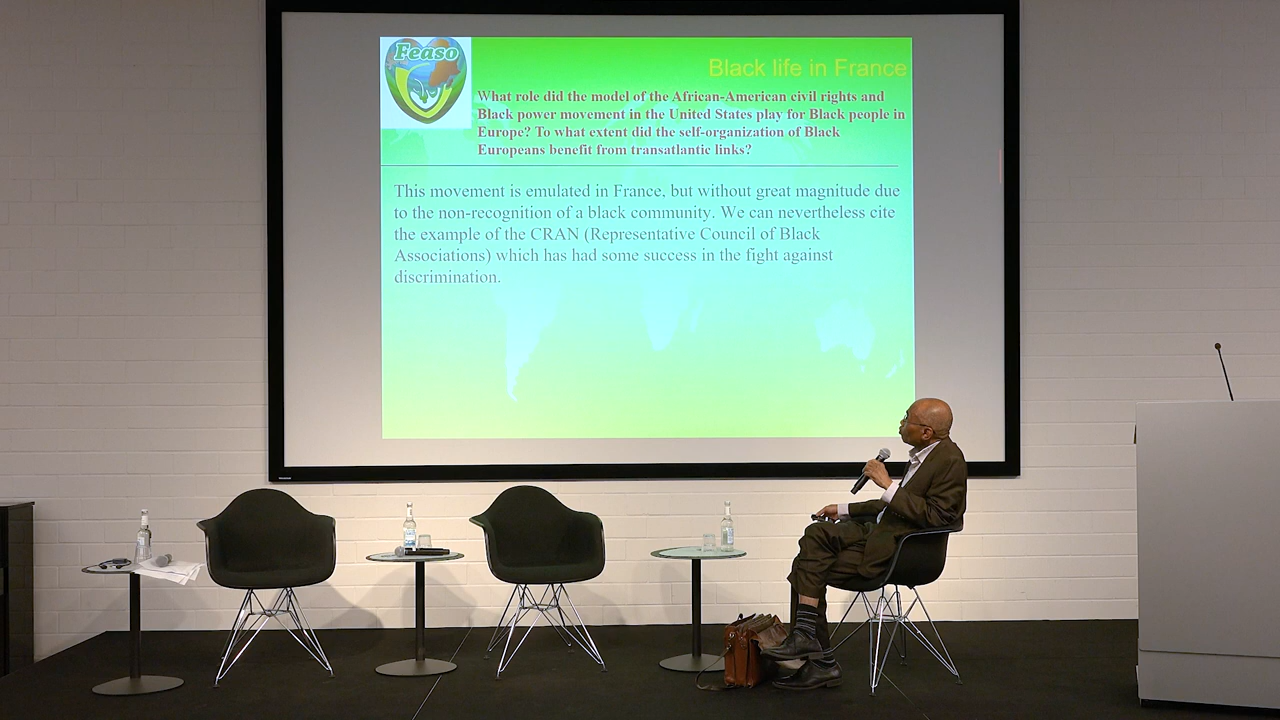 Feaso
Black life in France
What role did the model of the African-American civil rights and
Black power movement in the United States play for Black people in
Europe? To what extent did the self-organization of Black
Europeans benefit from transatlantic links?
This movement is emulated in France, but without great magnitude due
to the non-recognition of a black community. We can nevertheless cite
the example of the CRAN (Representative Council of Black
Associations) which has had some success in the fight against
discrimination.